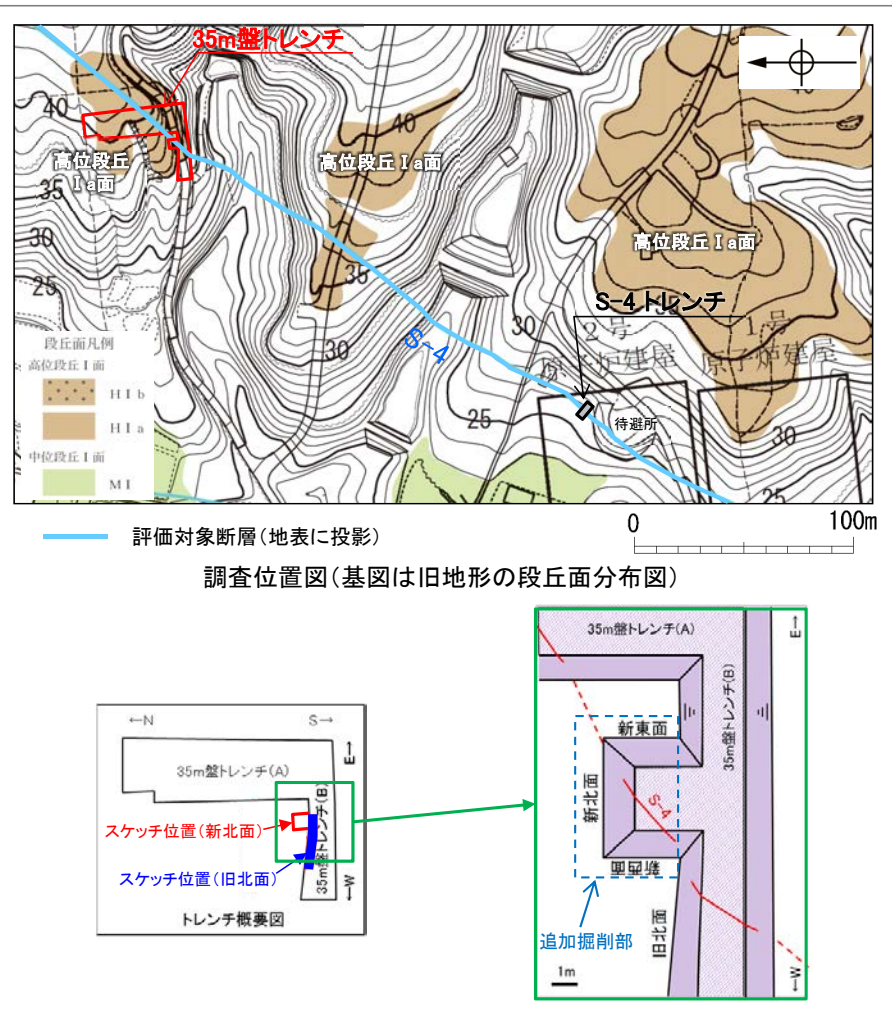 35m盤トレンチ
40
40
40
高位段丘
Ⅰa面
高位段丘Ⅰa面
高位段丘Ⅰa面
35
30
25
35
S-4トレンチ
30
2号
1号
原子炉建屋
原子炉建屋
S-4
30
25
待避所
30
25
段丘面凡例
高位段丘Ⅰ面
HⅠb
HⅠa
中位段丘Ⅰ面
MⅠ
評価対象断層(地表に投影)
0
100m
調査位置図(基図は旧地形の段丘面分布図)
←N
S→
E→
35m盤トレンチ(A)
35m盤トレンチ(B)
スケッチ位置(新北面)
スケッチ位置(旧北面)
←W
トレンチ概要図
35m盤トレンチ(A)
E→
35m盤トレンチ(B)
新東面
新北面
S-4
新西面
旧北面
追加掘削部
1m
←W